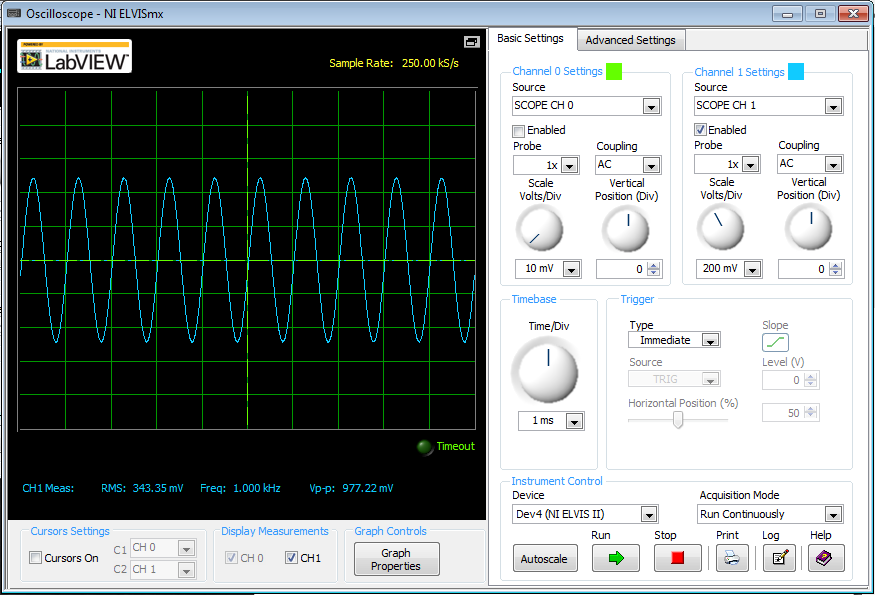 Oscilloscope - NI ELVISmx
POWERED BY
NATIONAL INSTRUMENTS
LabVIEW™
Sample Rate: 250.00 kS/s
Timeout
CH1 Meas: RMS: 343.35 mV Freq: 1.000 kHz Vp-p: 977.22 mV
Cursors Settings
Cursors On
C1 CH 0
C2 CH 1
Display Measurements
CH 0 CH1
Graph Controls
Graph
Properties
Basic Settings Advanced Settings
Channel 0 Settings
Source
SCOPE CH 0
Enabled
Probe Coupling
1x AC
Scale Vertical
Volts/Div Position (Div)
10 mV 0
Channel 1 Settings
Source
SCOPE CH 1
Enabled
Probe Coupling
1x AC
Scale Vertical
Volts/Div Position (Div)
200 mV 0
Timebase
Time/Div
1 ms
Trigger
Type Slope
Immediate
Source Level (V)
TRIG 0
Horizontal Position (%)
50
Instrument Control
Device Acquisition Mode
Dev4 (NI ELVIS II) Run Continuously
Run Stop Print Log Help
Autoscale